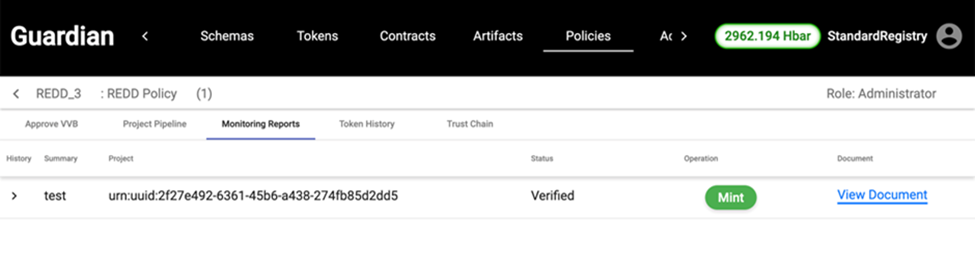 Guardian < Schemas Tokens Contracts Artifacts Policies Ac > 2962.194 Hbar StandardRegistry
< REDD_3 : REDD Policy (1) Role: Administrator
Approve VVB Project Pipeline Monitoring Reports Token History Trust Chain
History Summary Project Status Operation Document
> test urn:uuid:2f27e492-6361-45b6-a438-274fb85d2dd5 Verified Mint View Document